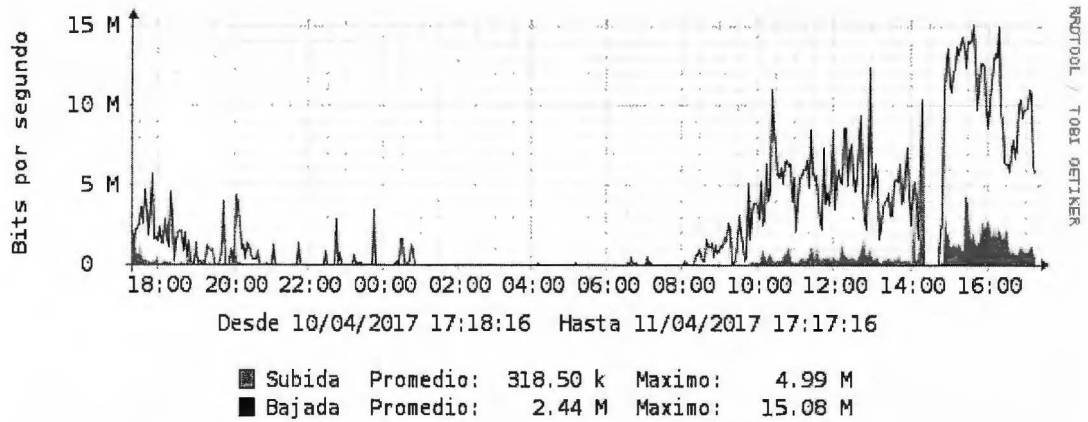 15 M
10 M
5 M
0
Bits por segundo
RRDTOOL / TOBI OETIKER
18:00 20:00 22:00 00:00 02:00 04:00 06:00 08:00 10:00 12:00 14:00 16:00
Desde 10/04/2017 17:18:16 Hasta 11/04/2017 17:17:16
Subida Promedio: 318.50 k Maximo: 4.99 M
Bajada Promedio: 2.44 M Maximo: 15.08 M